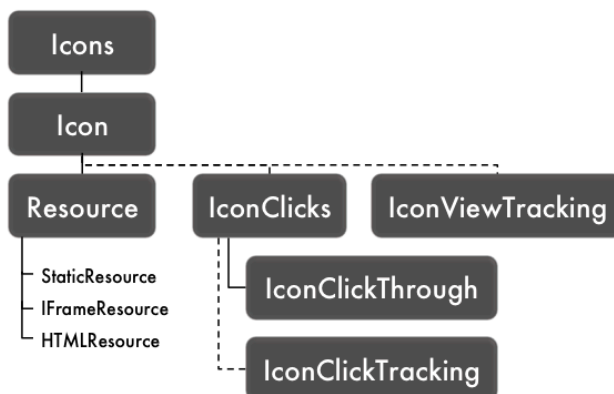 Icons
Icon
Resource
IconClicks
IconViewTracking
StaticResource
IFrameResource
HTMLResource
IconClickThrough
IconClickTracking